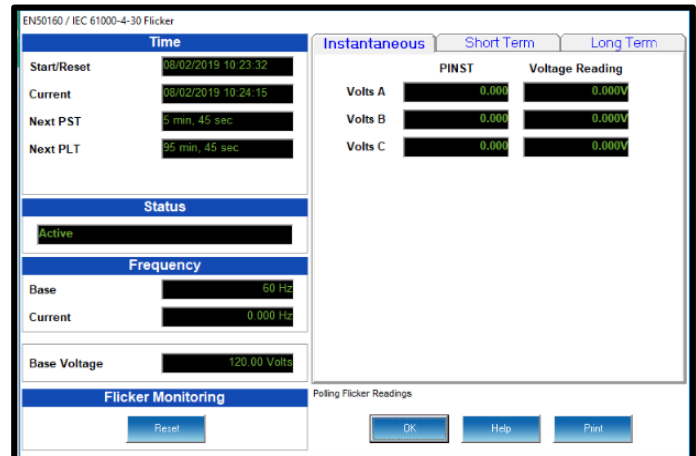 EN50160 / IEC 61000-4-30 Flicker
Time
Start/Reset 08/02/2019 10:23:32
Current 08/02/2019 10:24:15
Next PST 5 min, 45 sec
Next PLT 95 min, 45 sec
Status
Active
Frequency
Base 60 Hz
Current 0.000 Hz
Base Voltage 120.00 Volts
Flicker Monitoring
Reset
Instantaneous Short Term Long Term
PINST Voltage Reading
Volts A 0.000 0.000V
Volts B 0.000 0.000V
Volts C 0.000 0.000V
Polling Flicker Readings
OK Help Print